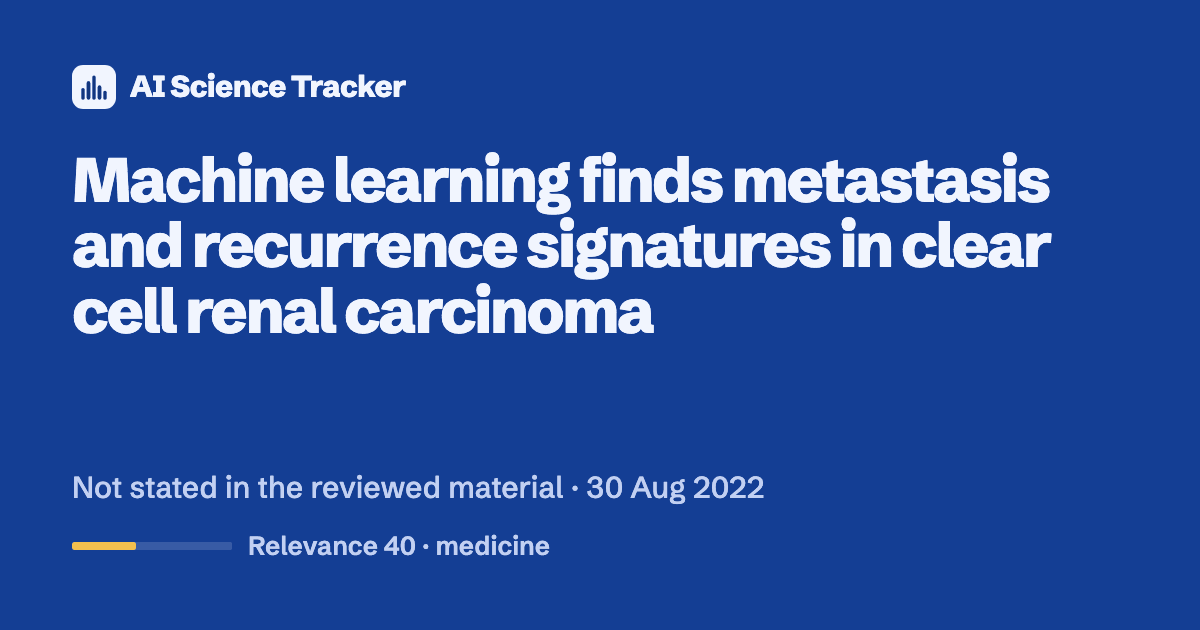 AI Science Tracker
Machine learning finds metastasis
and recurrence signatures in clear
cell renal carcinoma
Not stated in the reviewed material · 30 Aug 2022
Relevance 40 · medicine